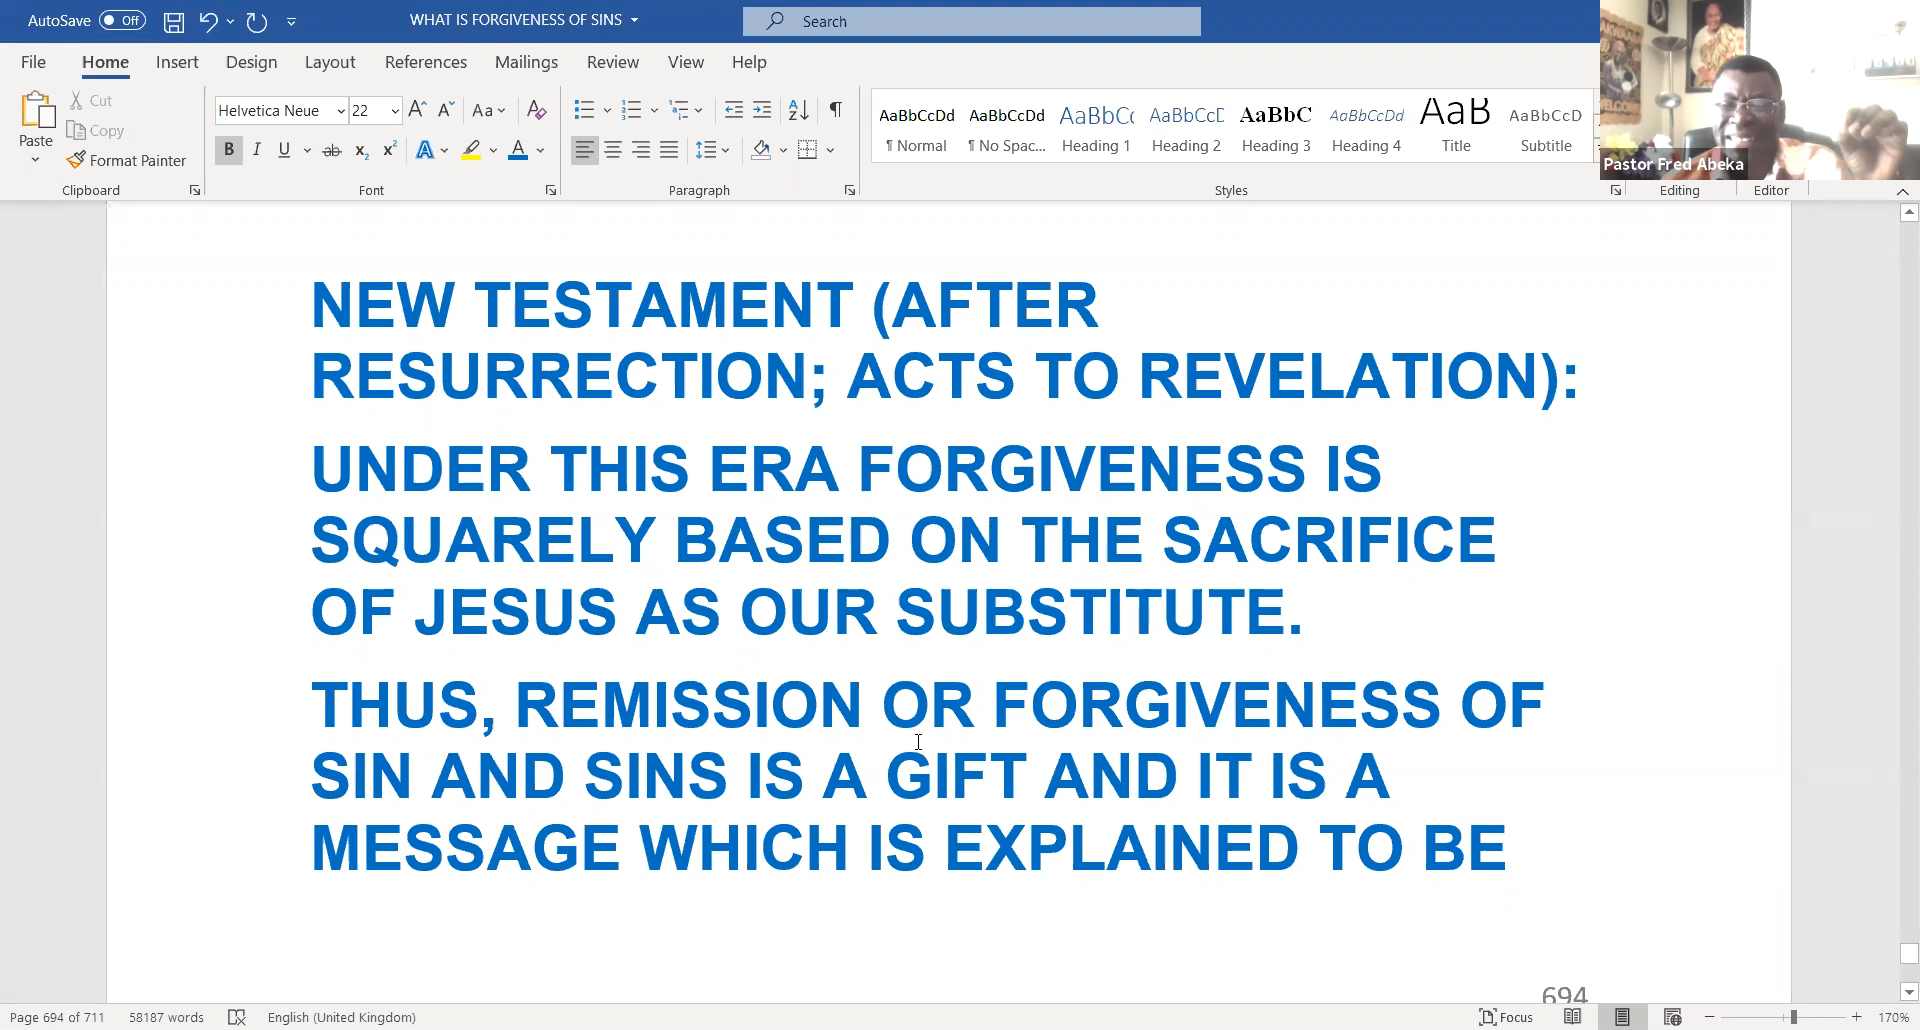 AutoSave Off WHAT IS FORGIVENESS OF SINS Search
File Home Insert Design Layout References Mailings Review View Help
Paste Cut Copy Format Painter
Helvetica Neue 22 Aa
AaBbCcDd AaBbCcDd AaBbCc AaBbCcD AaBbC AaBbCcDd AaB AaBbCcD
¶ Normal ¶ No Spac... Heading 1 Heading 2 Heading 3 Heading 4 Title Subtitle
Clipboard Font Paragraph Styles Editing Editor
Pastor Fred Abeka
NEW TESTAMENT (AFTER
RESURRECTION; ACTS TO REVELATION):
UNDER THIS ERA FORGIVENESS IS
SQUARELY BASED ON THE SACRIFICE
OF JESUS AS OUR SUBSTITUTE.
THUS, REMISSION OR FORGIVENESS OF
SIN AND SINS IS A GIFT AND IT IS A
MESSAGE WHICH IS EXPLAINED TO BE
694
Page 694 of 711 58187 words English (United Kingdom) Focus 170%